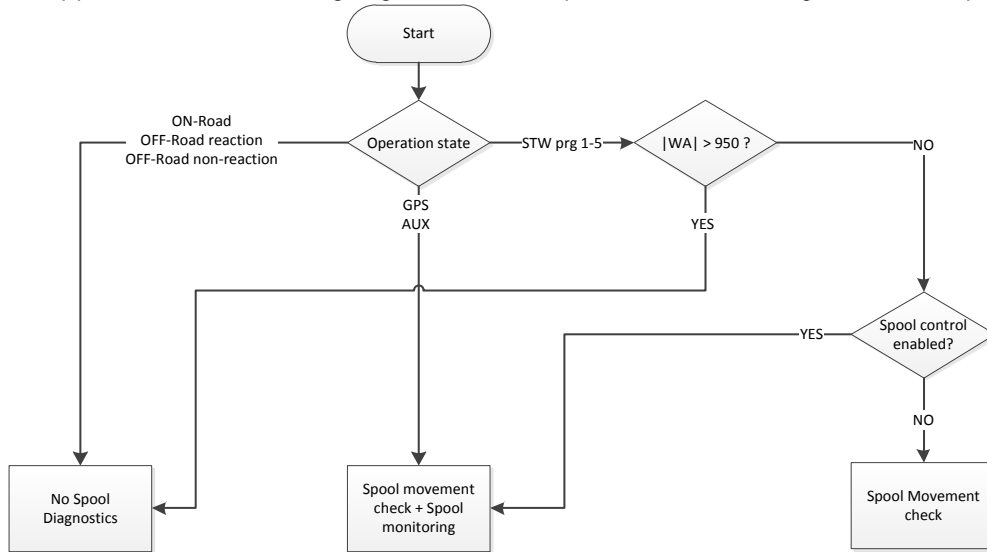 Start
ON-Road
OFF-Road reaction
OFF-Road non-reaction
Operation state
STW prg 1-5
|WA| > 950 ?
NO
GPS
AUX
YES
Spool control
enabled?
YES
NO
No Spool
Diagnostics
Spool movement
check + Spool
monitoring
Spool Movement
check